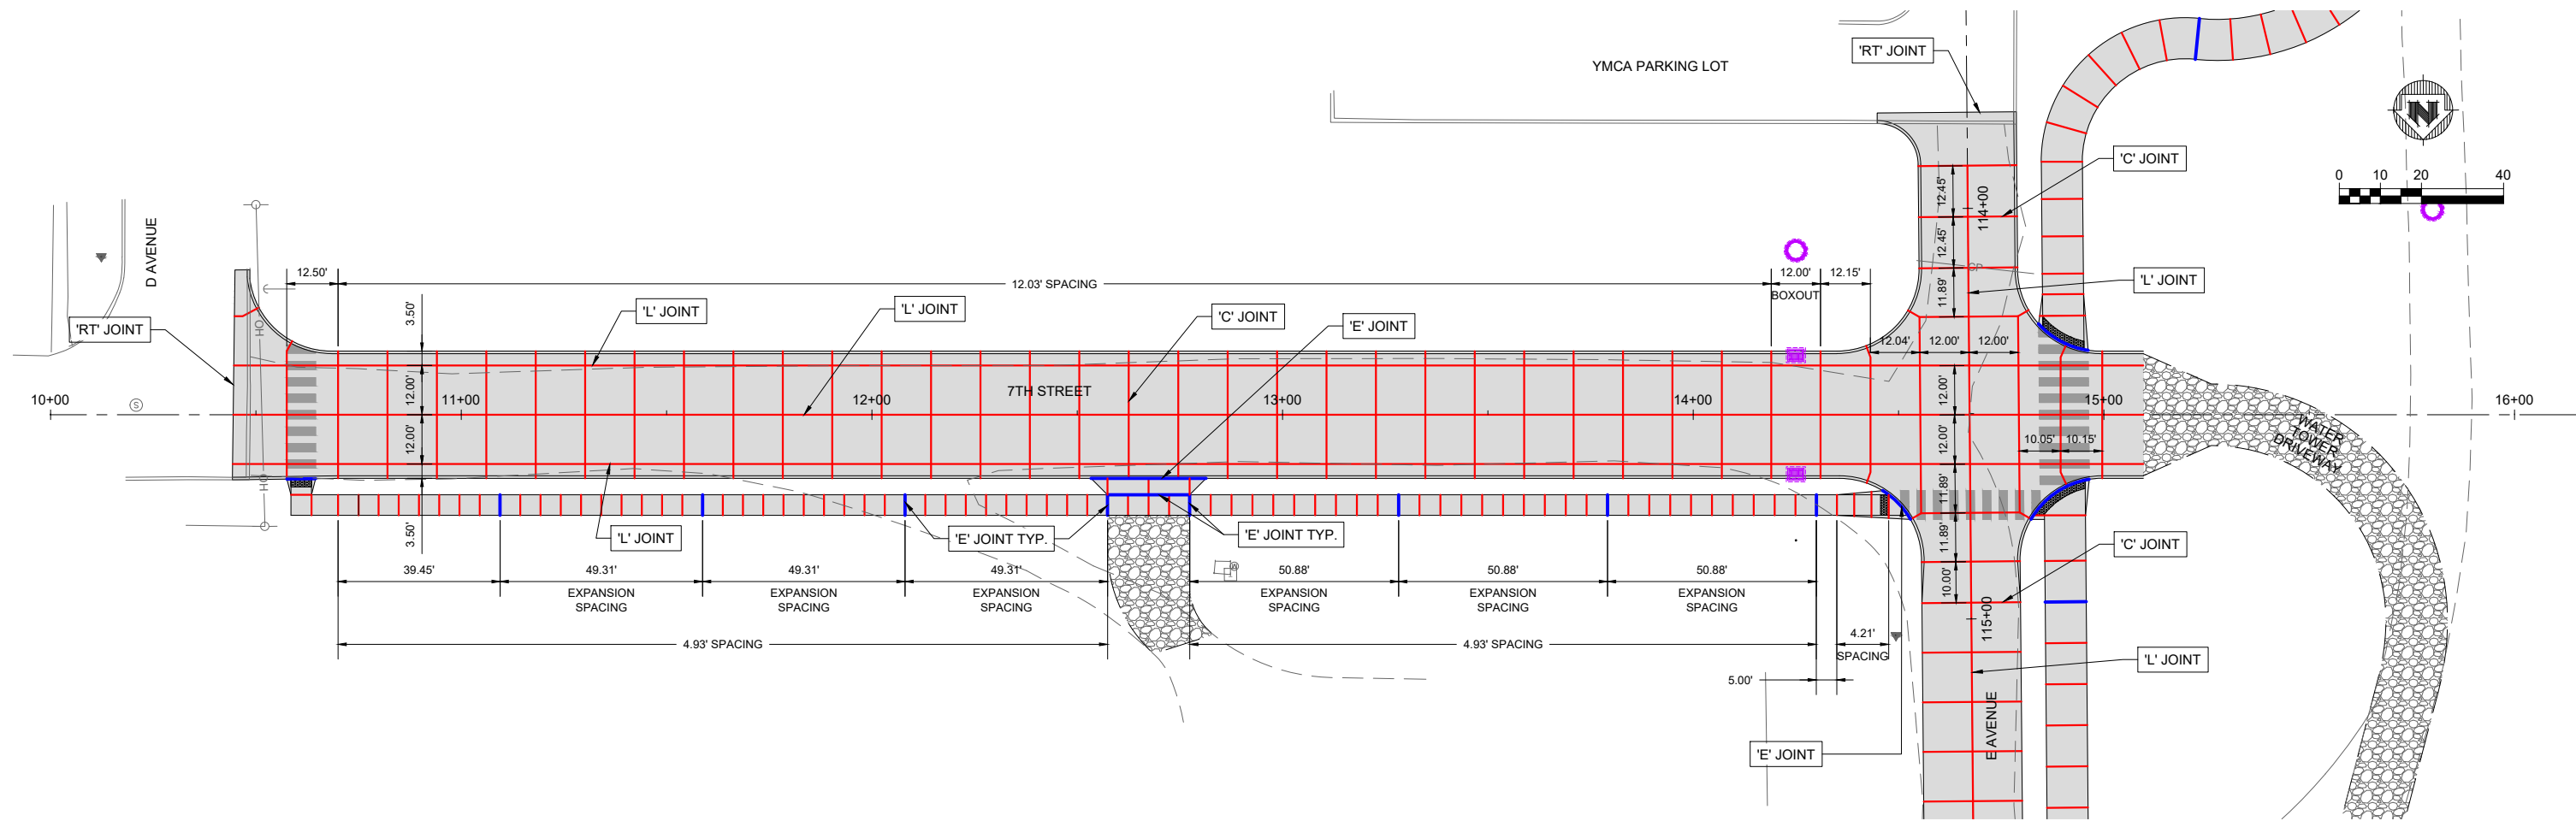 YMCA PARKING LOT
'RT' JOINT
N
'C' JOINT
0 10 20 40
D AVENUE
12.45'
114+00
12.45'
11.89'
GP
'L' JOINT
12.50'
12.03' SPACING
12.00'
12.15'
BOXOUT
3.50'
'L' JOINT
'L' JOINT
'C' JOINT
'E' JOINT
'RT' JOINT
OH
12.04'
12.00'
12.00'
7TH STREET
10+00
11+00
12+00
13+00
14+00
15+00
16+00
S
12.00'
12.00'
12.00'
12.00'
10.05'
10.15'
WATER
TOWER
DRIVEWAY
OH
11.89'
3.50'
'L' JOINT
'E' JOINT TYP.
'E' JOINT TYP.
11.89'
'C' JOINT
39.45'
49.31'
EXPANSION
SPACING
49.31'
EXPANSION
SPACING
49.31'
EXPANSION
SPACING
50.88'
EXPANSION
SPACING
50.88'
EXPANSION
SPACING
50.88'
EXPANSION
SPACING
10.00'
115+00
4.93' SPACING
4.93' SPACING
4.21'
SPACING
5.00'
'L' JOINT
E AVENUE
'E' JOINT